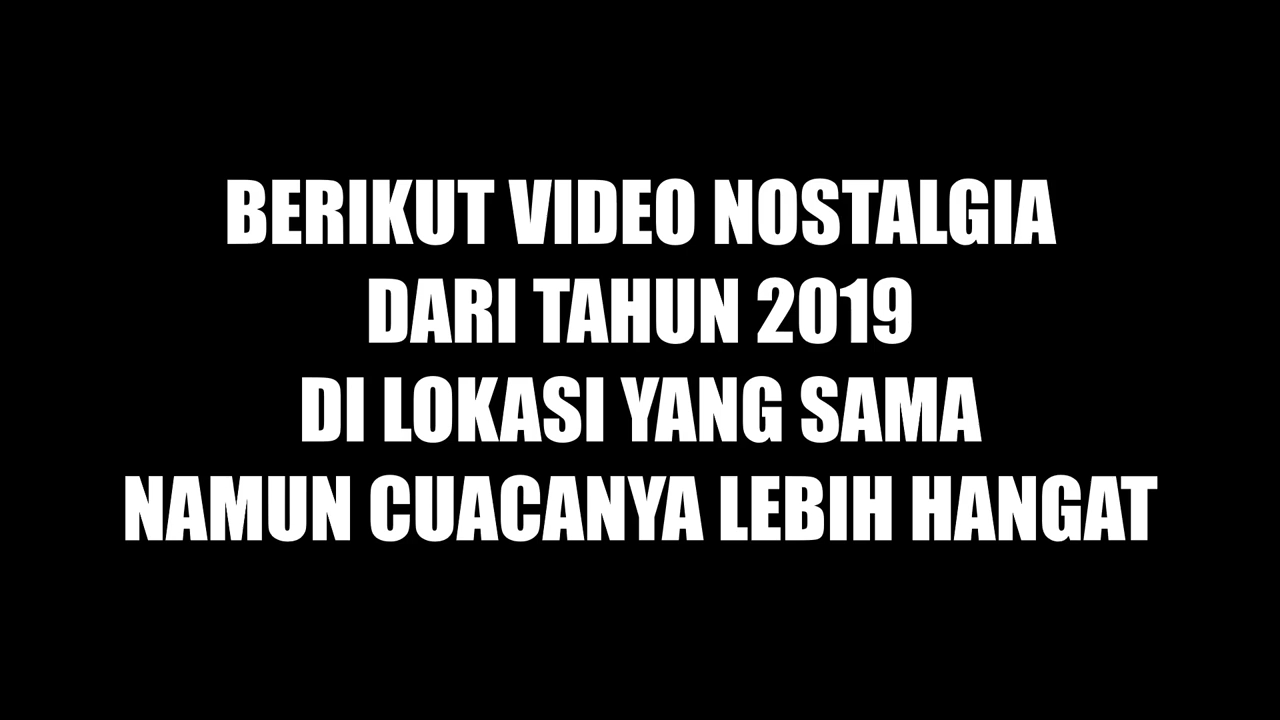 BERIKUT VIDEO NOSTALGIA
DARI TAHUN 2019
DI LOKASI YANG SAMA
NAMUN CUACANYA LEBIH HANGAT